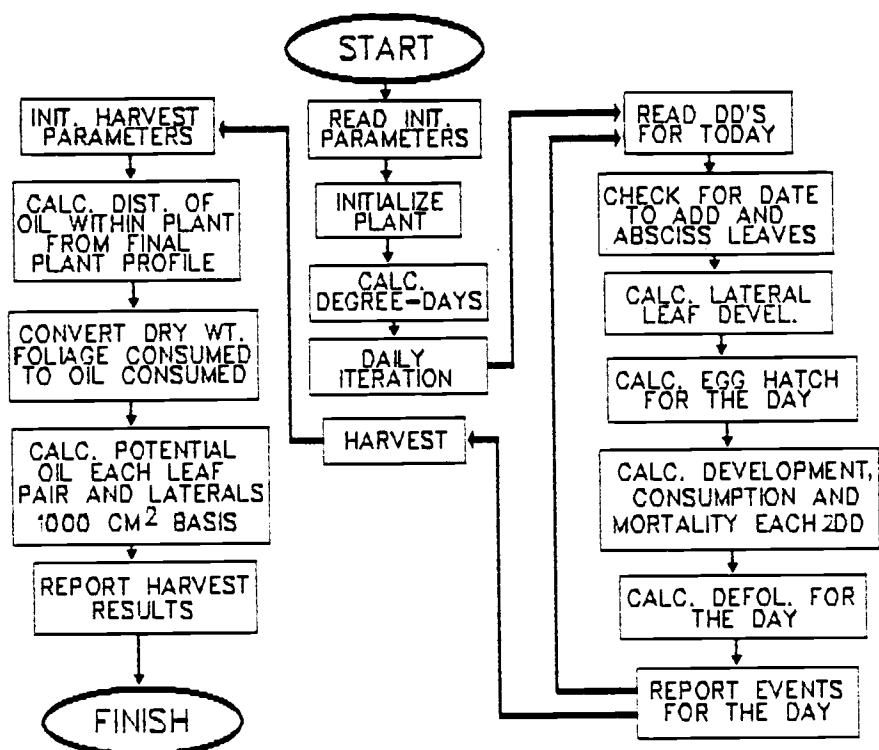 START
READ INIT.
PARAMETERS
INITIALIZE
PLANT
CALC.
DEGREE-DAYS
DAILY
ITERATION
READ DD'S
FOR TODAY
CHECK FOR DATE
TO ADD AND
ABSCISS LEAVES
CALC. LATERAL
LEAF DEVEL.
CALC. EGG HATCH
FOR THE DAY
CALC. DEVELOPMENT,
CONSUMPTION AND
MORTALITY EACH 2DD
CALC. DEFOL. FOR
THE DAY
REPORT EVENTS
FOR THE DAY
HARVEST
INIT. HARVEST
PARAMETERS
CALC. DIST. OF
OIL WITHIN PLANT
FROM FINAL
PLANT PROFILE
CONVERT DRY WT.
FOLIAGE CONSUMED
TO OIL CONSUMED
CALC. POTENTIAL
OIL EACH LEAF
PAIR AND LATERALS
1000 CM² BASIS
REPORT HARVEST
RESULTS
FINISH